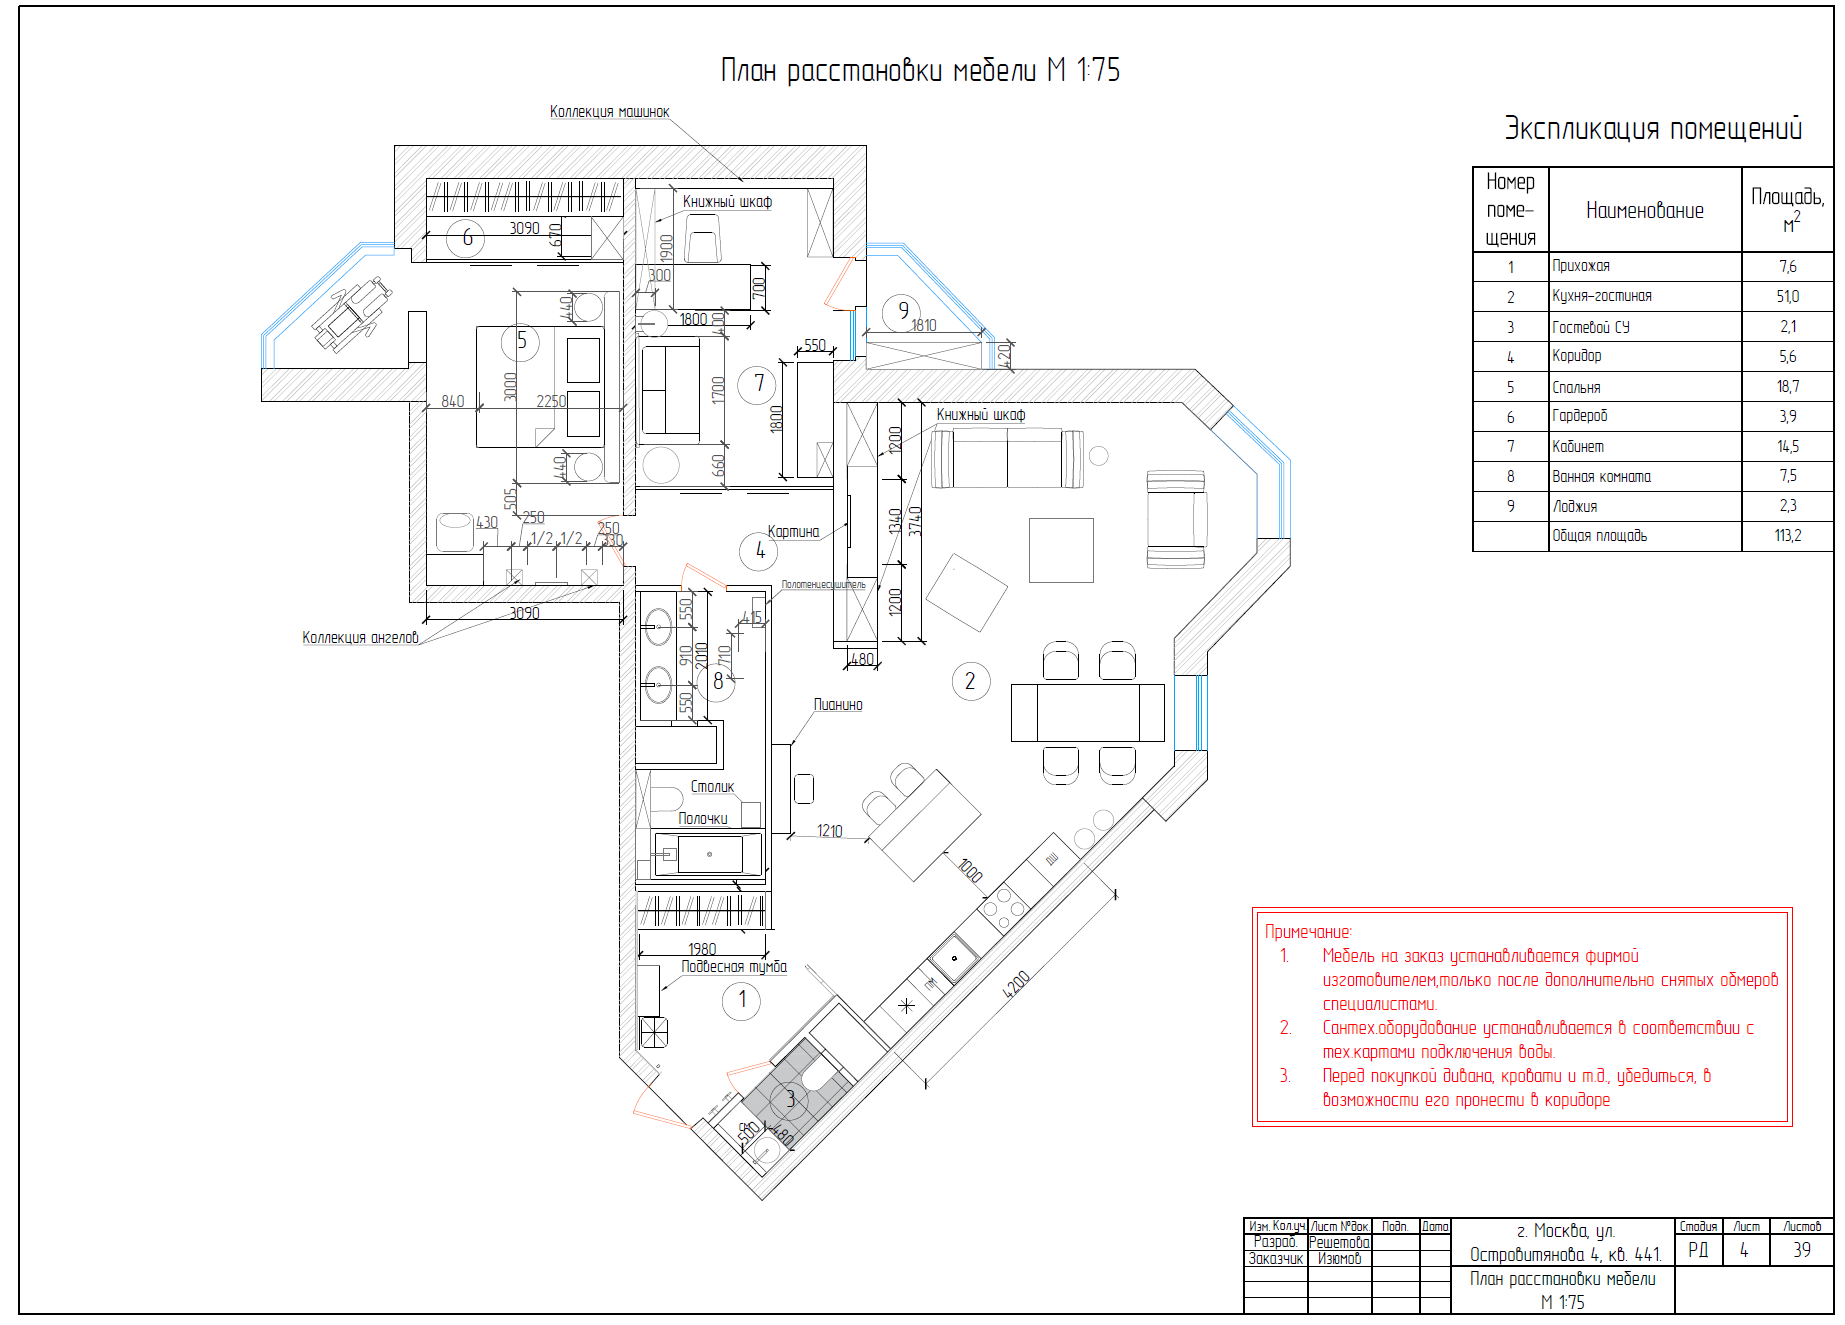 План расстановки мебели М 1:75
Коллекция машинок
Экспликация помещений
Номер
поме-
щения
Наименование
Площадь,
м2
1 Прихожая 7,6
2 Кухня-гостиная 51,0
3 Гостевой СУ 2,1
4 Коридор 5,6
5 Спальня 18,7
6 Гардероб 3,9
7 Кабинет 14,5
8 Ванная комната 7,5
9 Лоджия 2,3
Общая площадь 113,2
Книжный шкаф
6
3090
670
1900
300
700
1800
400
9
1810
420
440
5
3000
840
2250
440
505
550
7
1700
1800
660
Книжный шкаф
1200
1340
3740
1200
480
Картина
4
430
250
1/2
1/2
250
330
3090
Коллекция ангелов
Полотенцесушитель
550
415
910
2010
710
8
550
2
Пианино
Столик
Полочки
1210
1000
ДШ
ПМ
4200
1980
Подвесная тумба
1
3
500
480
Примечание:
1. Мебель на заказ устанавливается фирмой
изготовителем,только после дополнительно снятых обмеров
специалистами.
2. Сантех.оборудование устанавливается в соответствии с
тех.картами подключения воды.
3. Перед покупкой дивана, кровати и т.д., убедиться, в
возможности его пронести в коридоре
Изм. Кол.уч. Лист №док. Подп. Дата
Разраб. Решетова
Заказчик Изюмов
г. Москва, ул.
Островитянова 4, кв. 441.
Стадия Лист Листов
РД 4 39
План расстановки мебели
М 1:75